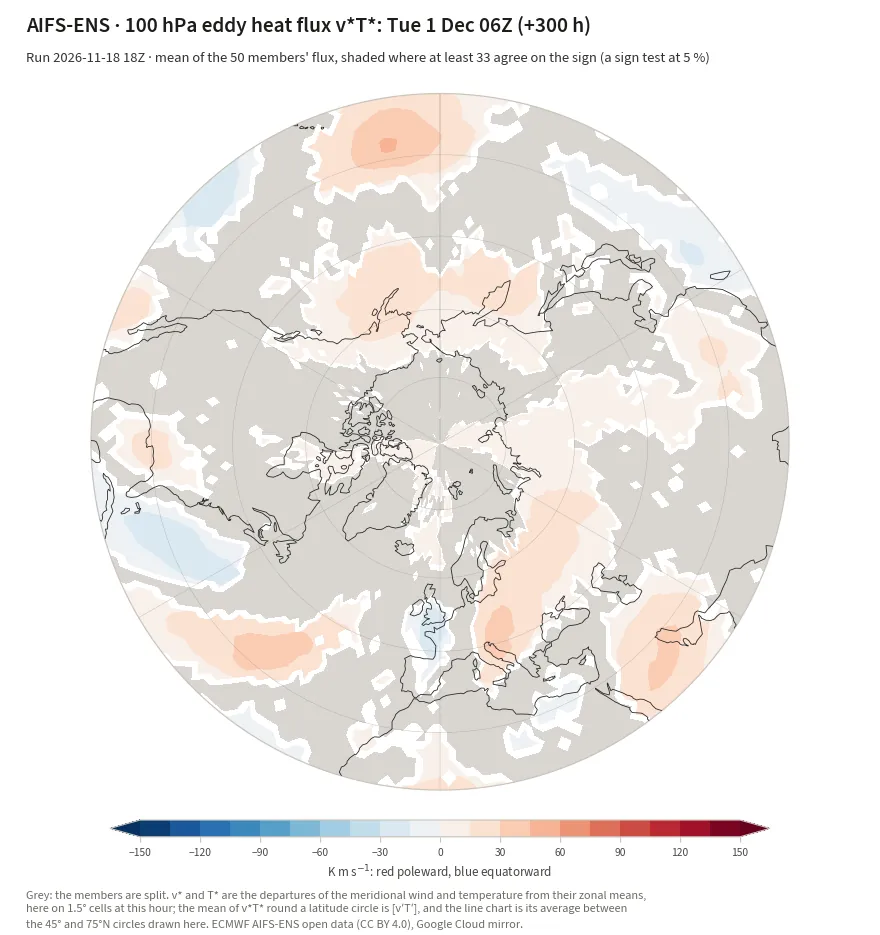 AIFS-ENS · 100 hPa eddy heat flux v*T*: Tue 1 Dec 06Z (+300 h)
Run 2026-11-18 18Z · mean of the 50 members' flux, shaded where at least 33 agree on the sign (a sign test at 5 %)
−150 −120 −90 −60 −30 0 30 60 90 120 150
K m s⁻¹: red poleward, blue equatorward
Grey: the members are split. v* and T* are the departures of the meridional wind and temperature from their zonal means,
here on 1.5° cells at this hour; the mean of v*T* round a latitude circle is [v'T'], and the line chart is its average between
the 45° and 75°N circles drawn here. ECMWF AIFS-ENS open data (CC BY 4.0), Google Cloud mirror.